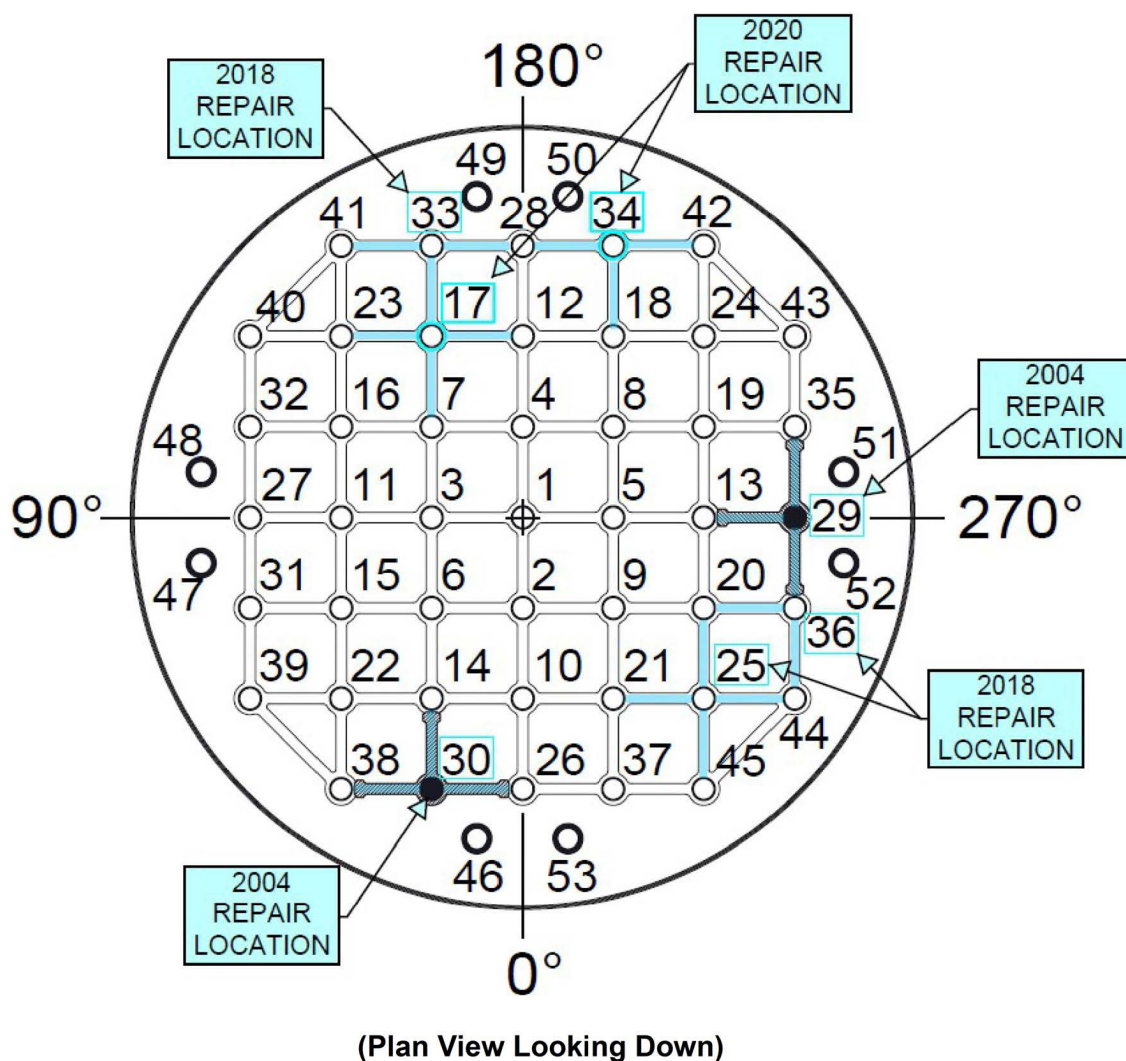 2020
REPAIR
LOCATION
2018
REPAIR
LOCATION
180°
49 50
41 33 28 34 42
40 23 17 12 18 24 43
32 16 7 4 8 19 35
2004
REPAIR
LOCATION
48 51
27 11 3 1 5 13 29
90° 270°
47 31 15 6 2 9 20 52
36
39 22 14 10 21 25
2018
REPAIR
LOCATION
44
38 30 26 37 45
46 53
2004
REPAIR
LOCATION
0°
(Plan View Looking Down)